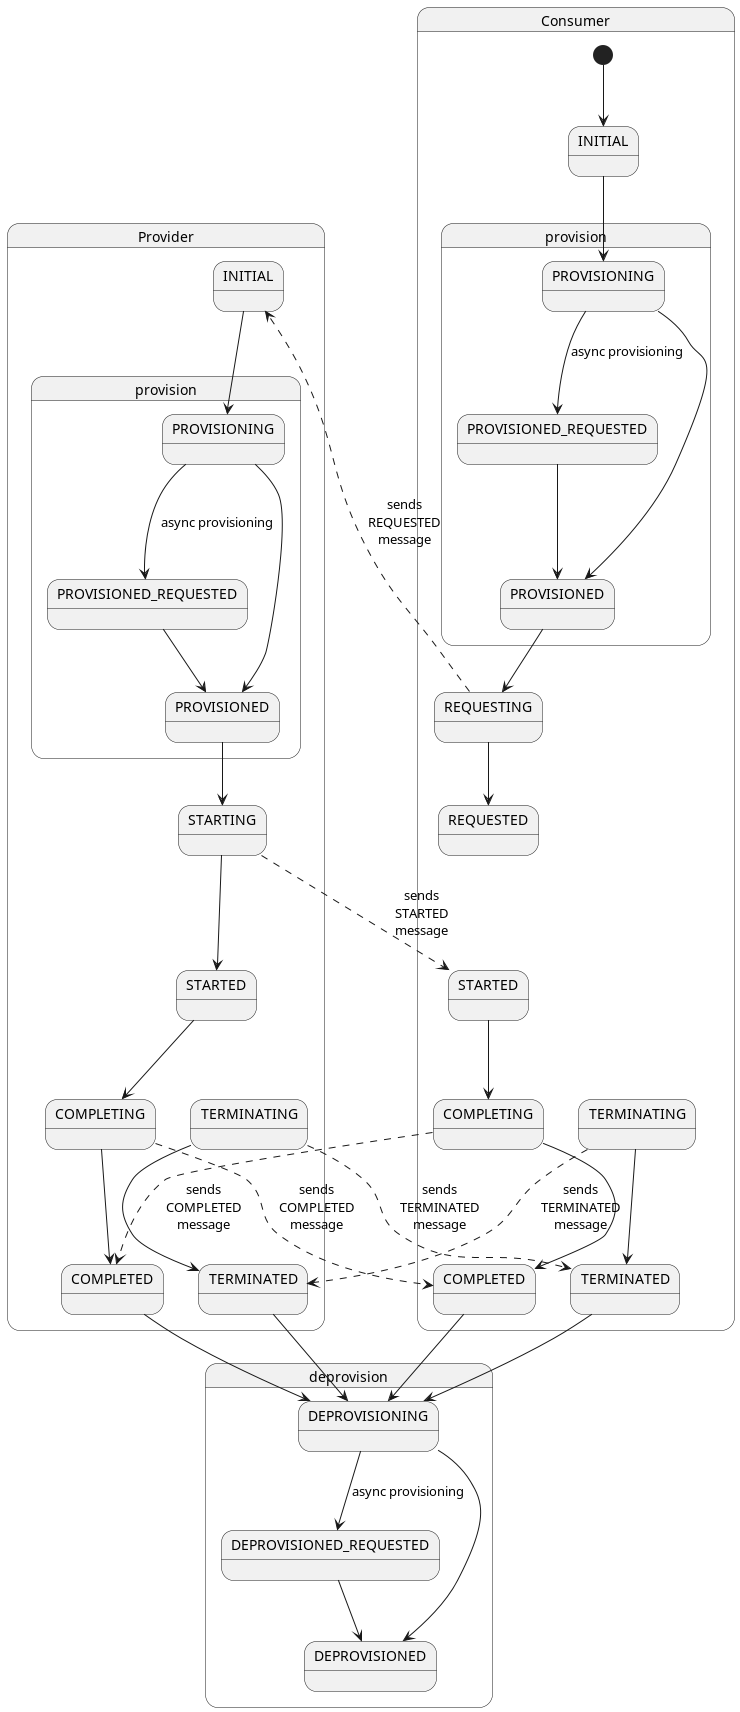 Consumer
INITIAL
Provider
provision
INITIAL
PROVISIONING
async provisioning
provision
PROVISIONING
PROVISIONED_REQUESTED
sends
REQUESTED
message
async provisioning
PROVISIONED_REQUESTED
PROVISIONED
PROVISIONED
REQUESTING
STARTING
REQUESTED
sends
STARTED
message
STARTED
STARTED
COMPLETING
TERMINATING
COMPLETING
TERMINATING
sends
COMPLETED
message
sends
COMPLETED
message
sends
TERMINATED
message
sends
TERMINATED
message
COMPLETED
TERMINATED
COMPLETED
TERMINATED
deprovision
DEPROVISIONING
async provisioning
DEPROVISIONED_REQUESTED
DEPROVISIONED